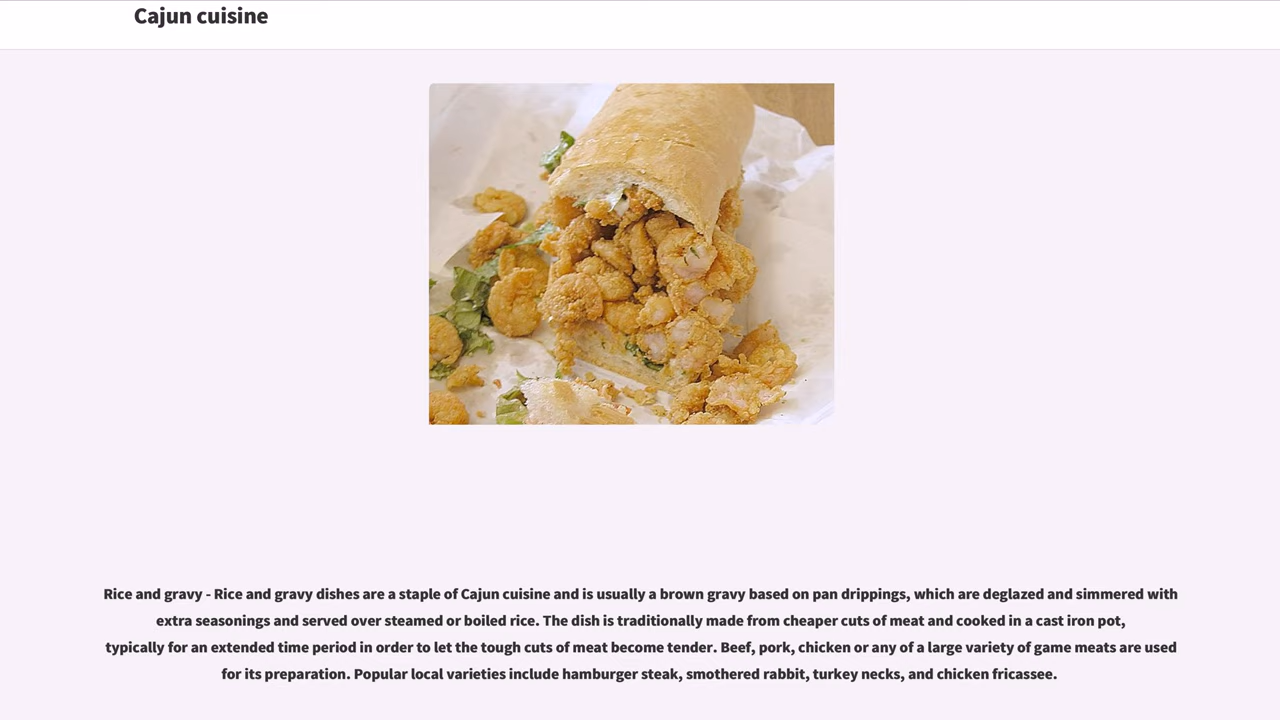 Cajun cuisine
Rice and gravy - Rice and gravy dishes are a staple of Cajun cuisine and is usually a brown gravy based on pan drippings, which are deglazed and simmered with
extra seasonings and served over steamed or boiled rice. The dish is traditionally made from cheaper cuts of meat and cooked in a cast iron pot,
typically for an extended time period in order to let the tough cuts of meat become tender. Beef, pork, chicken or any of a large variety of game meats are used
for its preparation. Popular local varieties include hamburger steak, smothered rabbit, turkey necks, and chicken fricassee.